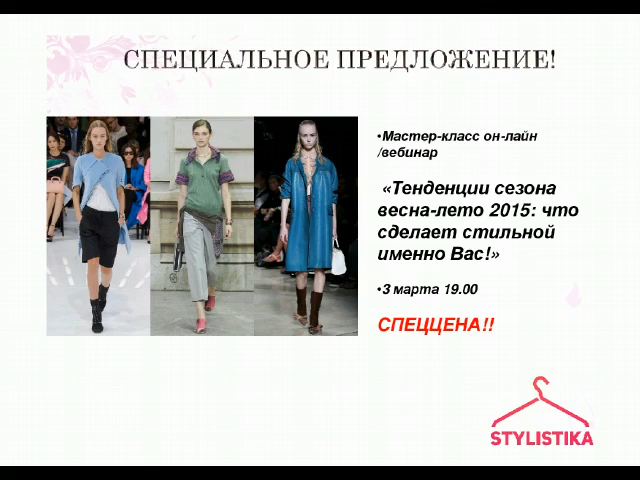 СПЕЦИАЛЬНОЕ ПРЕДЛОЖЕНИЕ!
•Мастер-класс он-лайн
/вебинар
«Тенденции сезона
весна-лето 2015: что
сделает стильной
именно Вас!»
•3 марта 19.00
СПЕЦЦЕНА!!
STYLISTIKA